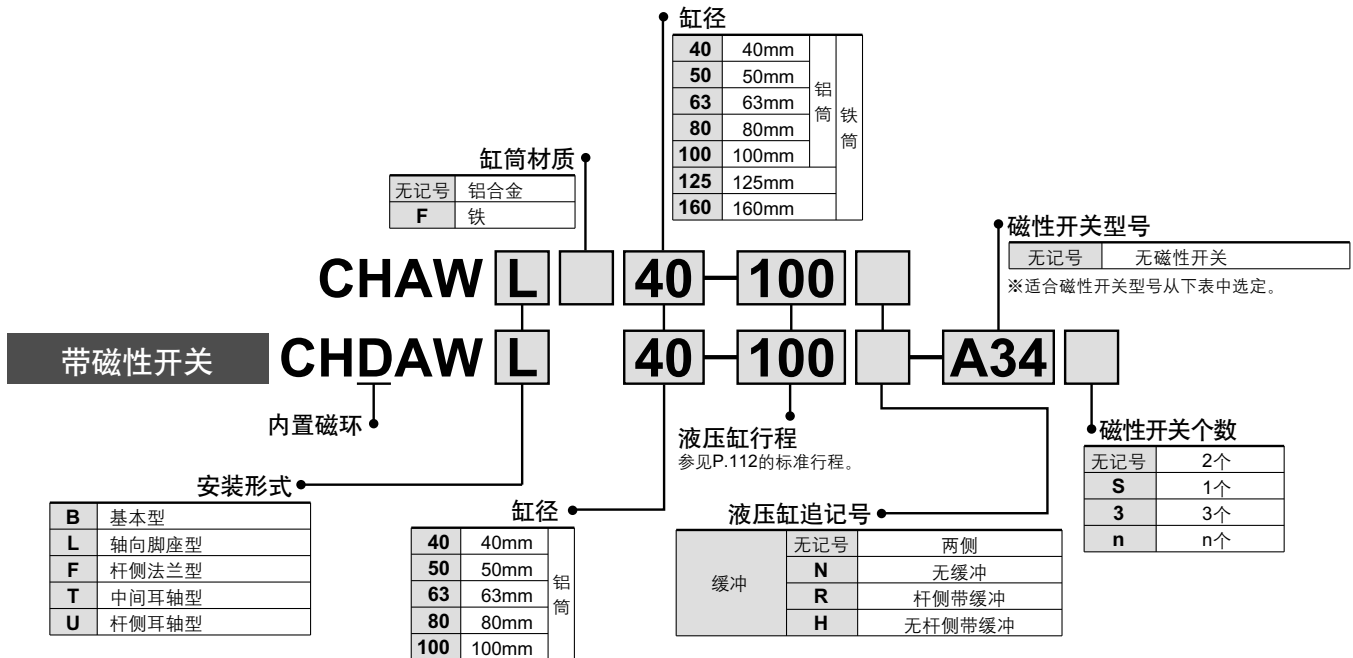 缸径
40 40mm
50 50mm
63 63mm
80 80mm
100 100mm
125 125mm
160 160mm
铝筒
铁筒
缸筒材质
无记号 铝合金
F 铁
磁性开关型号
无记号 无磁性开关
※适合磁性开关型号从下表中选定。
CHAW L 40-100
带磁性开关 CHDAW L 40-100 - A34
内置磁环
液压缸行程
参见P.112的标准行程。
磁性开关个数
无记号 2个
S 1个
3 3个
n n个
安装形式
B 基本型
L 轴向脚座型
F 杆侧法兰型
T 中间耳轴型
U 杆侧耳轴型
缸径
40 40mm
50 50mm
63 63mm
80 80mm
100 100mm
铝筒
液压缸追记号
缓冲
无记号 两侧
N 无缓冲
R 杆侧带缓冲
H 无杆侧带缓冲